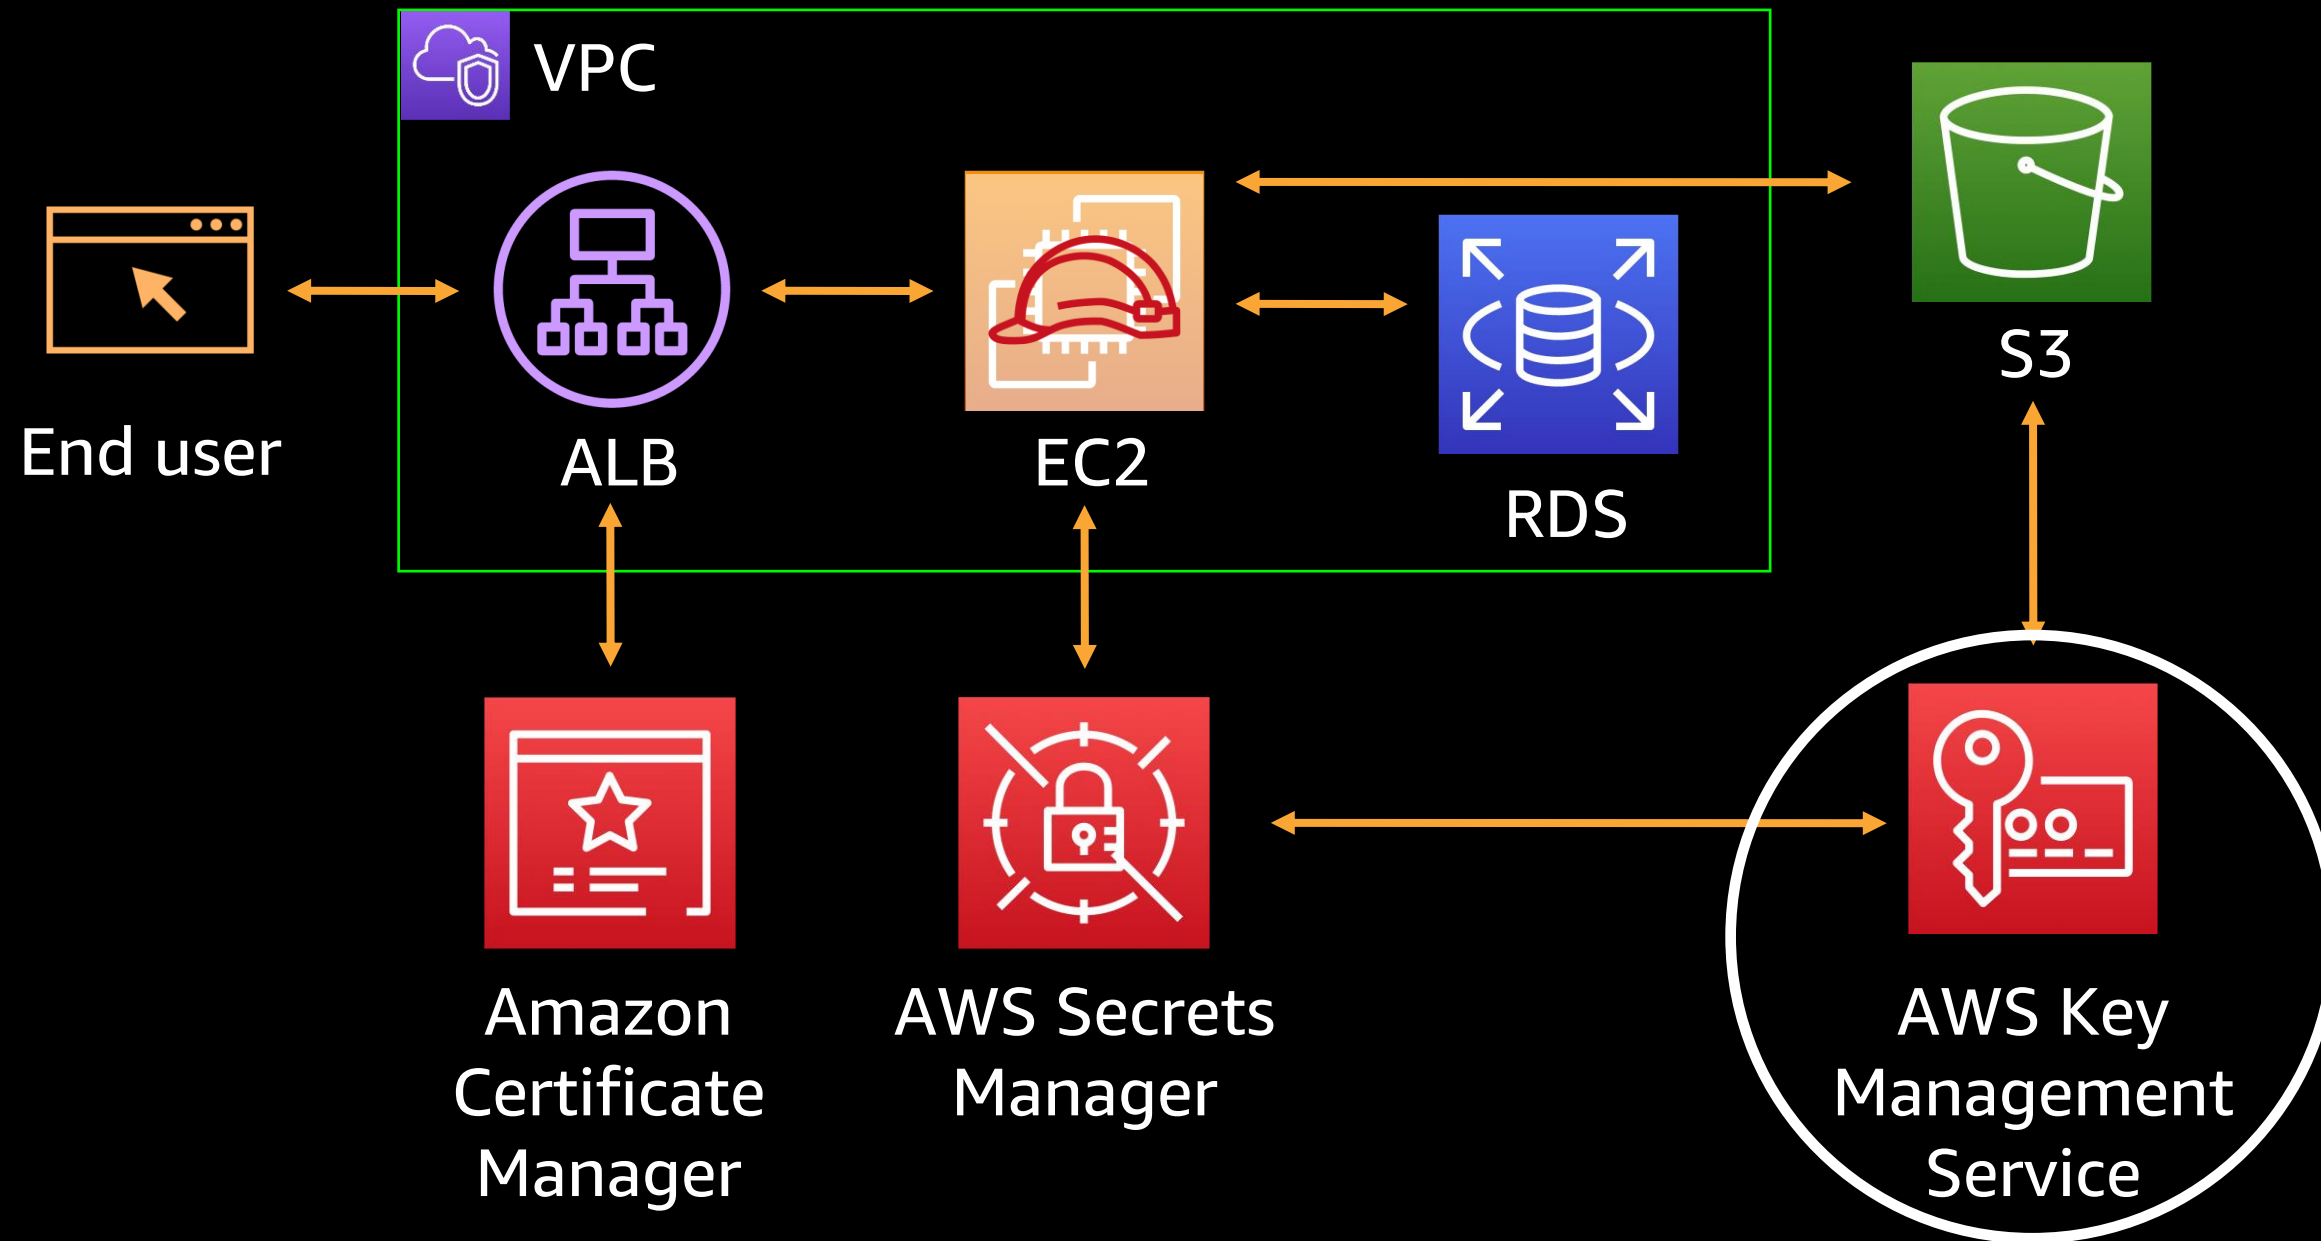 VPC
End user
ALB
EC2
RDS
S3
Amazon
Certificate
Manager
AWS Secrets
Manager
AWS Key
Management
Service